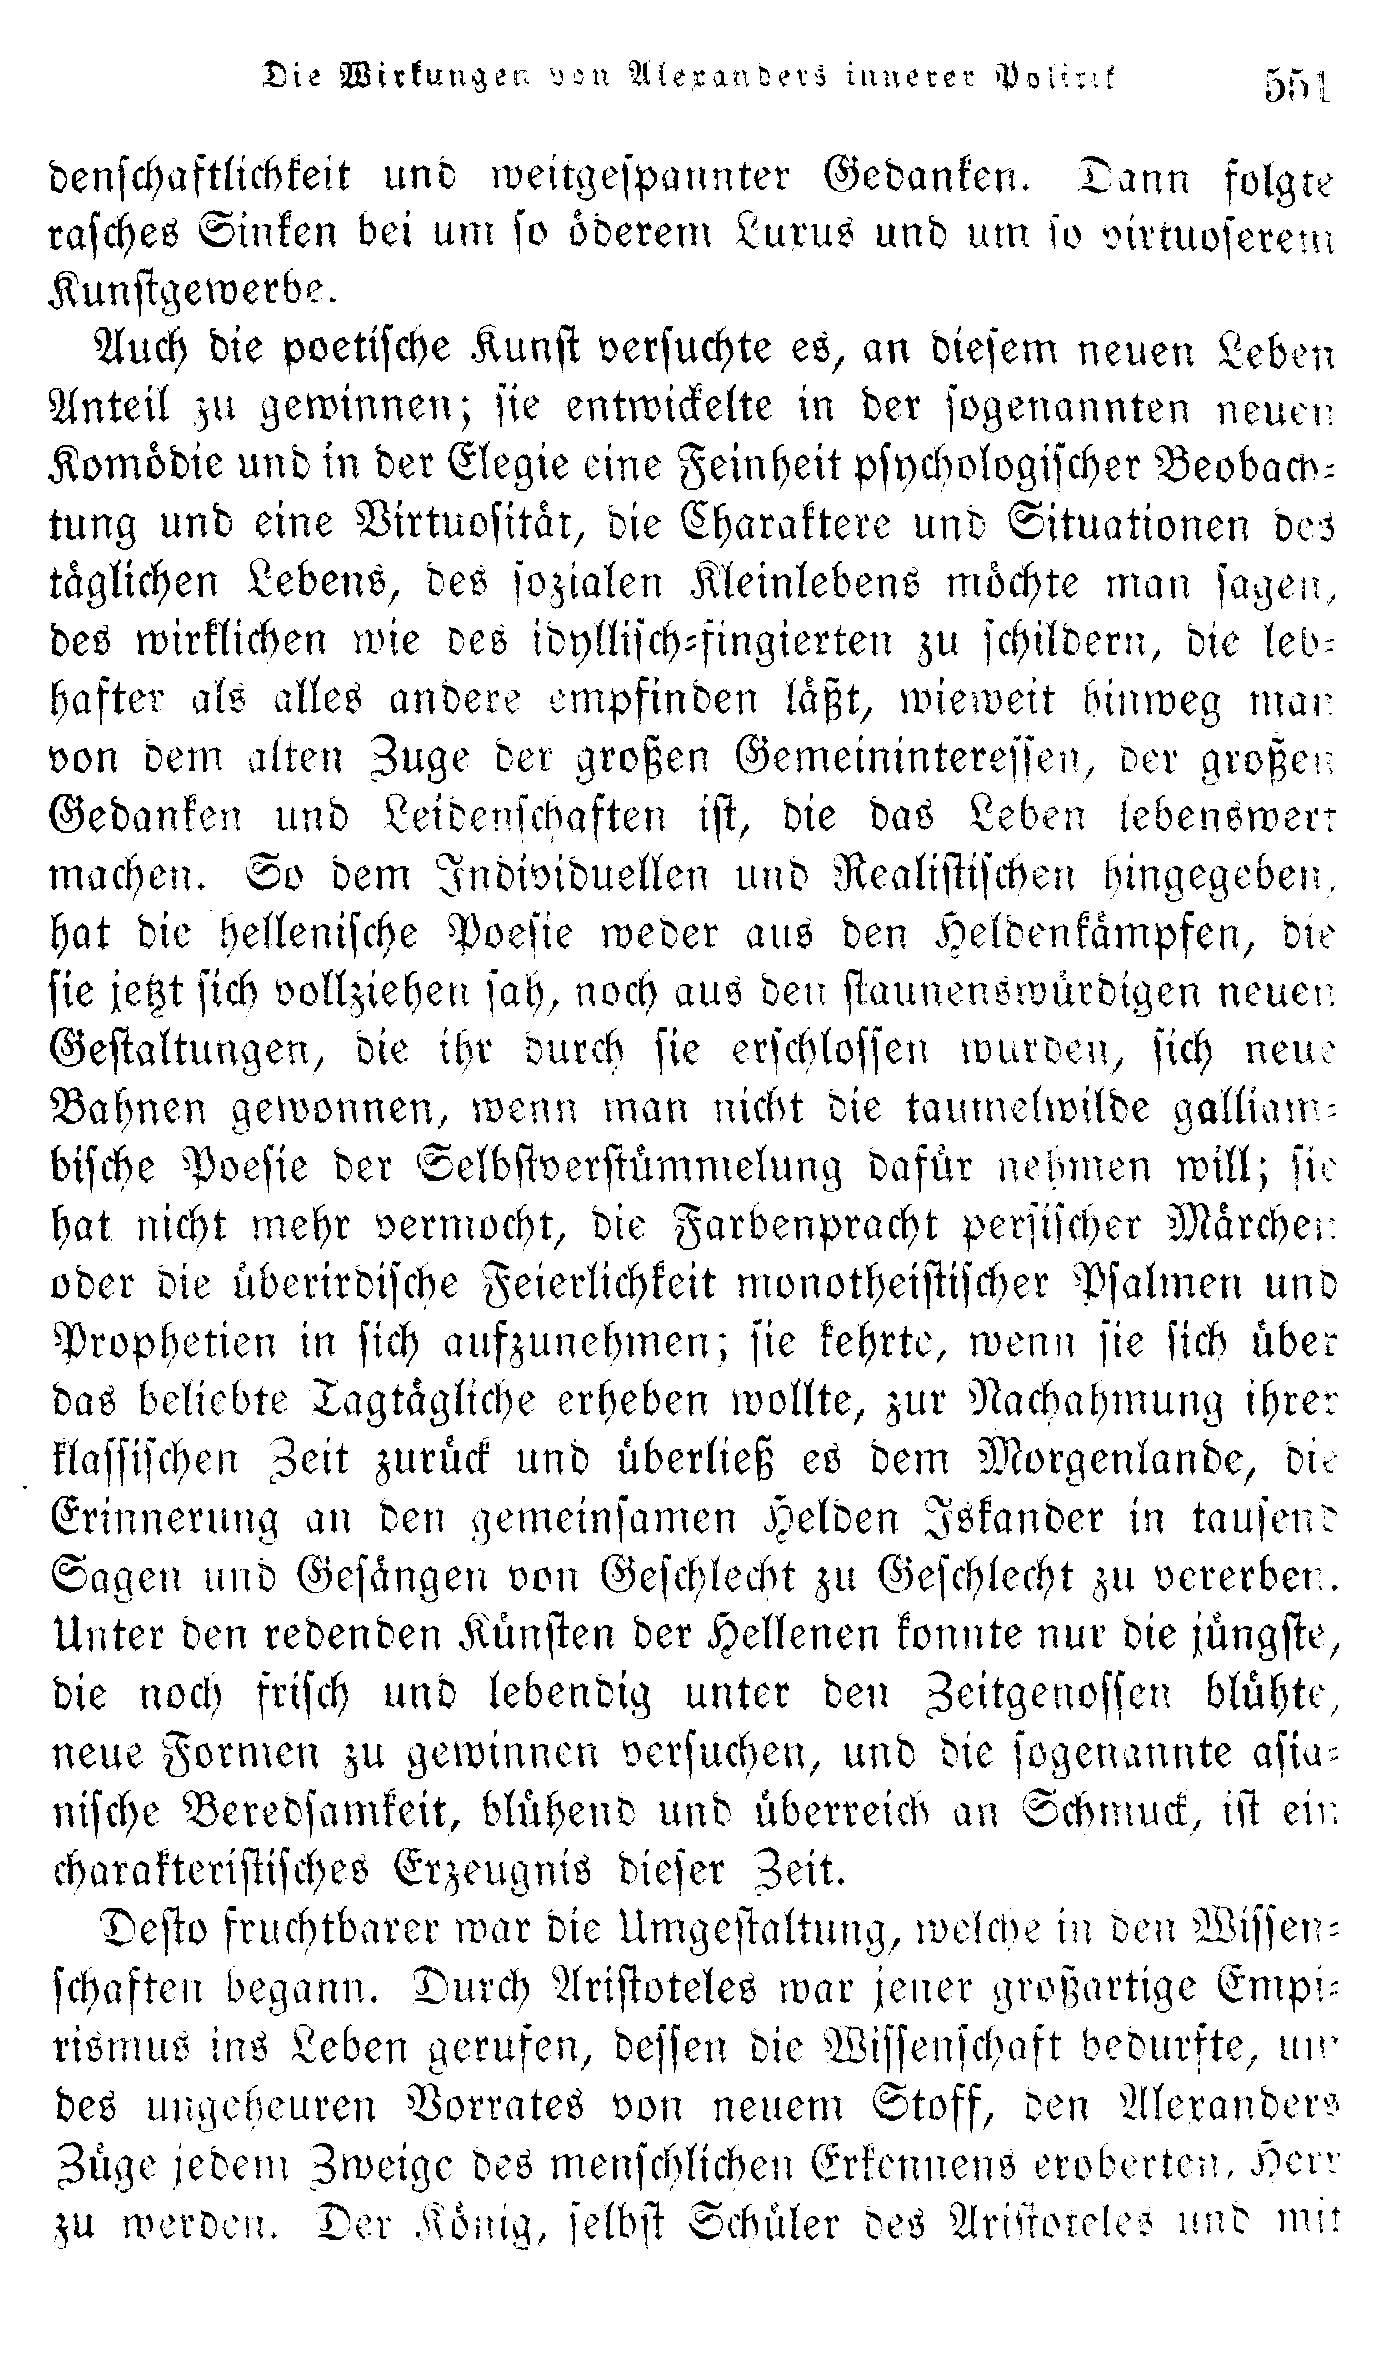 Die Wirkungen von Alexanders innerer Politik 551
denschaftlichkeit und weitgespannter Gedanken. Dann folgte
rasches Sinken bei um so öderem Luxus und um so virtuoserem
Kunstgewerbe.
Auch die poetische Kunst versuchte es, an diesem neuen Leben
Anteil zu gewinnen; sie entwickelte in der sogenannten neuen
Komödie und in der Elegie eine Feinheit psychologischer Beobach-
tung und eine Virtuosität, die Charaktere und Situationen des
täglichen Lebens, des sozialen Kleinlebens möchte man sagen,
des wirklichen wie des idyllisch-fingierten zu schildern, die leb-
hafter als alles andere empfinden läßt, wieweit hinweg man
von dem alten Zuge der großen Gemeininteressen, der großen
Gedanken und Leidenschaften ist, die das Leben lebenswert
machen. So dem Individuellen und Realistischen hingegeben,
hat die hellenische Poesie weder aus den Heldenkämpfen, die
sie jetzt sich vollziehen sah, noch aus den staunenswürdigen neuen
Gestaltungen, die ihr durch sie erschlossen wurden, sich neue
Bahnen gewonnen, wenn man nicht die taumelwilde galliam-
bische Poesie der Selbstverstümmelung dafür nehmen will; sie
hat nicht mehr vermocht, die Farbenpracht persischer Märchen
oder die überirdische Feierlichkeit monotheistischer Psalmen und
Prophetien in sich aufzunehmen; sie kehrte, wenn sie sich über
das beliebte Tagtägliche erheben wollte, zur Nachahmung ihrer
klassischen Zeit zurück und überließ es dem Morgenlande, die
Erinnerung an den gemeinsamen Helden Iskander in tausend
Sagen und Gesängen von Geschlecht zu Geschlecht zu vererben.
Unter den redenden Künsten der Hellenen konnte nur die jüngste,
die noch frisch und lebendig unter den Zeitgenossen blühte,
neue Formen zu gewinnen versuchen, und die sogenannte asia-
nische Beredsamkeit, blühend und überreich an Schmuck, ist ein
charakteristisches Erzeugnis dieser Zeit.
Desto fruchtbarer war die Umgestaltung, welche in den Wissen-
schaften begann. Durch Aristoteles war jener großartige Empi-
rismus ins Leben gerufen, dessen die Wissenschaft bedurfte, um
des ungeheuren Vorrates von neuem Stoff, den Alexanders
Züge jedem Zweige des menschlichen Erkennens eroberten, Herr
zu werden. Der König, selbst Schüler des Aristoteles und mit